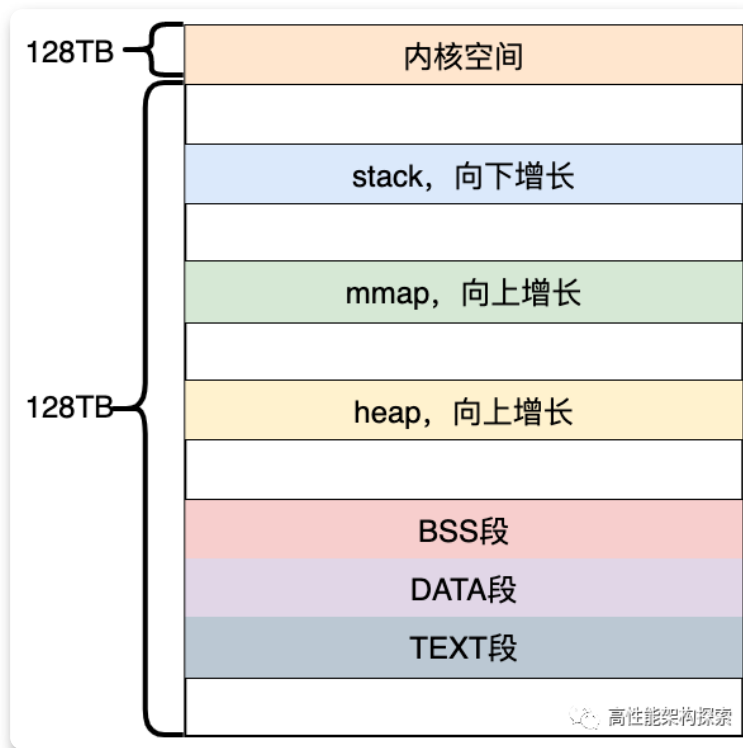 128TB
内核空间
stack，向下增长
mmap，向上增长
128TB
heap，向上增长
BSS段
DATA段
TEXT段
高性能架构探索